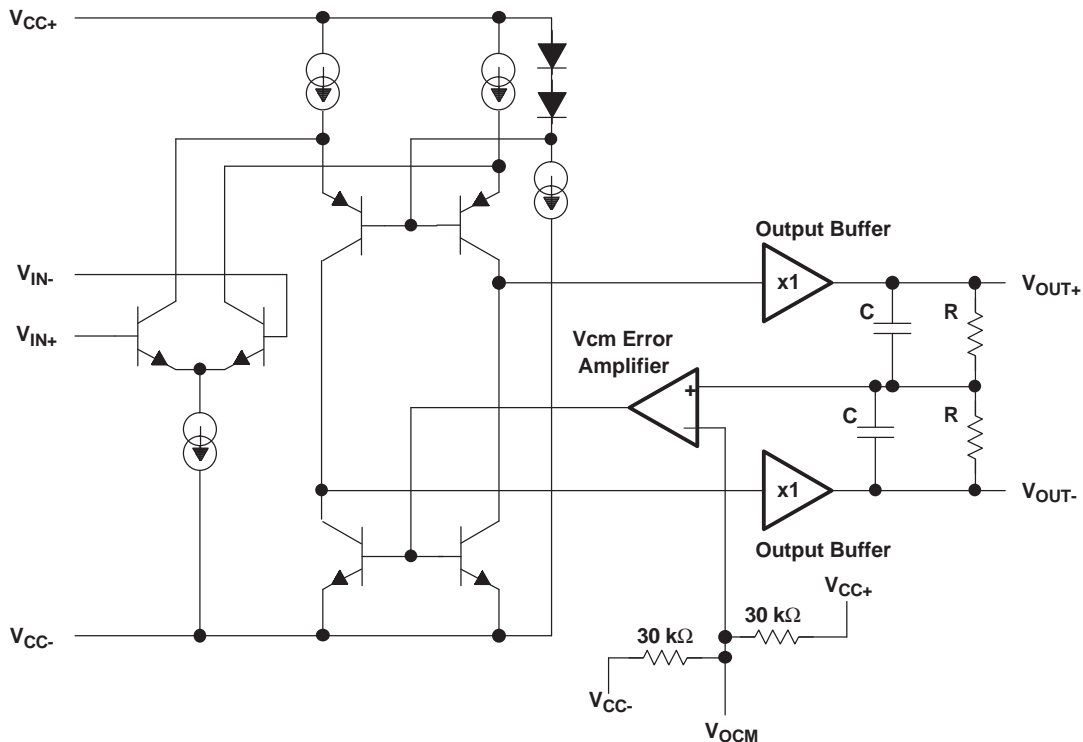 VCC+
Output Buffer
VIN-
x1
VOUT+
C
R
VIN+
Vcm Error
Amplifier
+
C
R
_
x1
VOUT-
Output Buffer
VCC+
30 kΩ
VCC-
30 kΩ
VCC-
VOCM